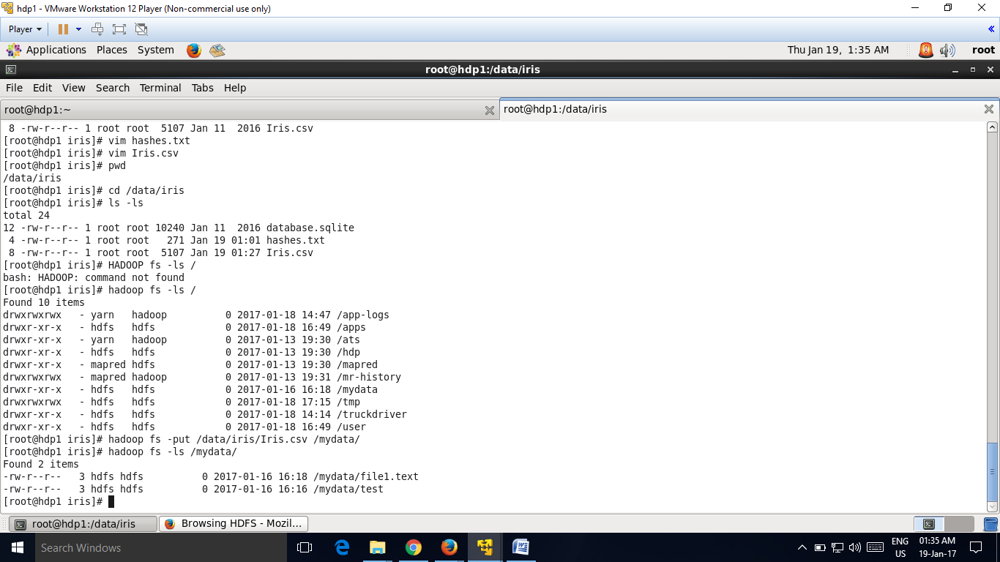 hdp1 - VMware Workstation 12 Player (Non-commercial use only)
Player
Applications Places System Thu Jan 19, 1:35 AM root
root@hdp1:/data/iris
File Edit View Search Terminal Tabs Help
root@hdp1:~ root@hdp1:/data/iris
8 -rw-r--r-- 1 root root  5107 Jan 11  2016 Iris.csv
[root@hdp1 iris]# vim hashes.txt
[root@hdp1 iris]# vim Iris.csv
[root@hdp1 iris]# pwd
/data/iris
[root@hdp1 iris]# cd /data/iris
[root@hdp1 iris]# ls -ls
total 24
12 -rw-r--r-- 1 root root 10240 Jan 11  2016 database.sqlite
 4 -rw-r--r-- 1 root root   271 Jan 19 01:01 hashes.txt
 8 -rw-r--r-- 1 root root  5107 Jan 19 01:27 Iris.csv
[root@hdp1 iris]# HADOOP fs -ls /
bash: HADOOP: command not found
[root@hdp1 iris]# hadoop fs -ls /
Found 10 items
drwxrwxrwx   - yarn   hadoop          0 2017-01-18 14:47 /app-logs
drwxr-xr-x   - hdfs   hdfs            0 2017-01-18 16:49 /apps
drwxr-xr-x   - yarn   hadoop          0 2017-01-13 19:30 /ats
drwxr-xr-x   - hdfs   hdfs            0 2017-01-13 19:30 /hdp
drwxr-xr-x   - mapred hdfs            0 2017-01-13 19:30 /mapred
drwxrwxrwx   - mapred hadoop          0 2017-01-13 19:31 /mr-history
drwxr-xr-x   - hdfs   hdfs            0 2017-01-16 16:18 /mydata
drwxrwxrwx   - hdfs   hdfs            0 2017-01-18 17:15 /tmp
drwxr-xr-x   - hdfs   hdfs            0 2017-01-18 14:14 /truckdriver
drwxr-xr-x   - hdfs   hdfs            0 2017-01-18 16:49 /user
[root@hdp1 iris]# hadoop fs -put /data/iris/Iris.csv /mydata/
[root@hdp1 iris]# hadoop fs -ls /mydata/
Found 2 items
-rw-r--r--   3 hdfs hdfs          0 2017-01-16 16:18 /mydata/file1.text
-rw-r--r--   3 hdfs hdfs          0 2017-01-16 16:16 /mydata/test
[root@hdp1 iris]#
root@hdp1:/data/iris Browsing HDFS - Mozil...
Search Windows ENG 01:35 AM
US 19-Jan-17